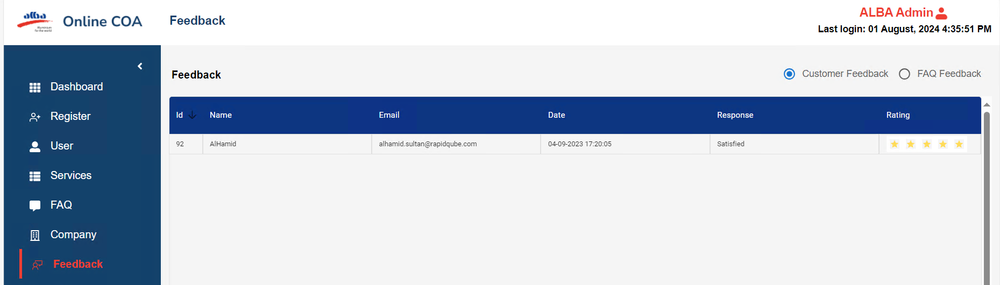 alba
Aluminium
for the world
Online COA
Feedback
ALBA Admin
Last login: 01 August, 2024 4:35:51 PM
Dashboard
Register
User
Services
FAQ
Company
Feedback
Feedback
Customer Feedback
FAQ Feedback
Id Name Email Date Response Rating
92 AlHamid alhamid.sultan@rapidqube.com 04-09-2023 17:20:05 Satisfied